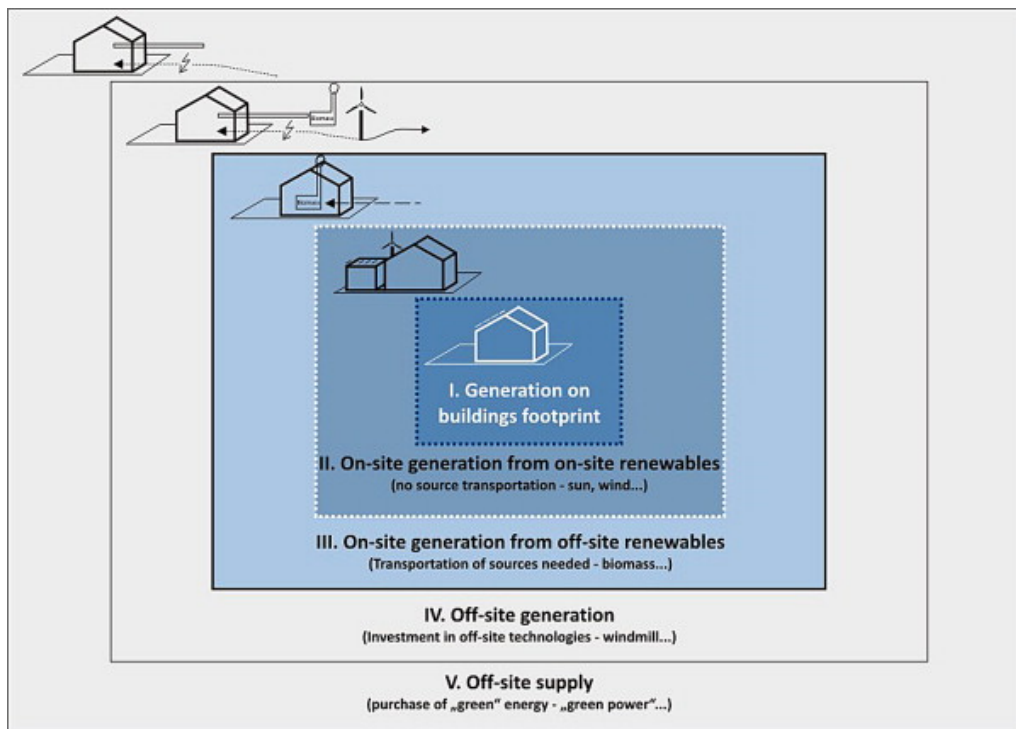 Biomass
Biomass
I. Generation on
buildings footprint
II. On-site generation from on-site renewables
(no source transportation - sun, wind...)
III. On-site generation from off-site renewables
(Transportation of sources needed - biomass...)
IV. Off-site generation
(Investment in off-site technologies - windmill...)
V. Off-site supply
(purchase of „green“ energy - „green power“...)